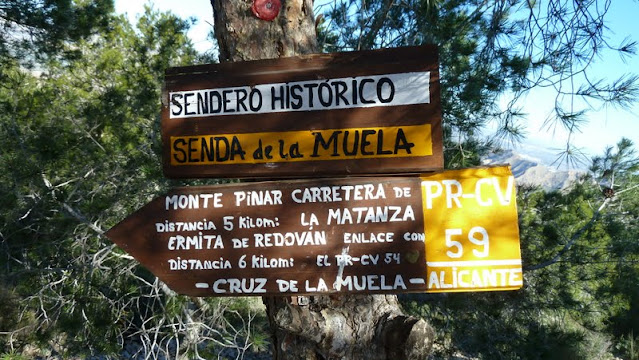 SENDERO HISTÓRICO
SENDA de la MUELA
MONTE PINAR CARRETERA DE
DISTANCIA 5 KILOM: LA MATANZA
ERMITA DE REDOVÁN ENLACE CON
DISTANCIA 6 KILOM: EL PR-CV 54
- CRUZ DE LA MUELA -
PR-CV
59
ALICANTE